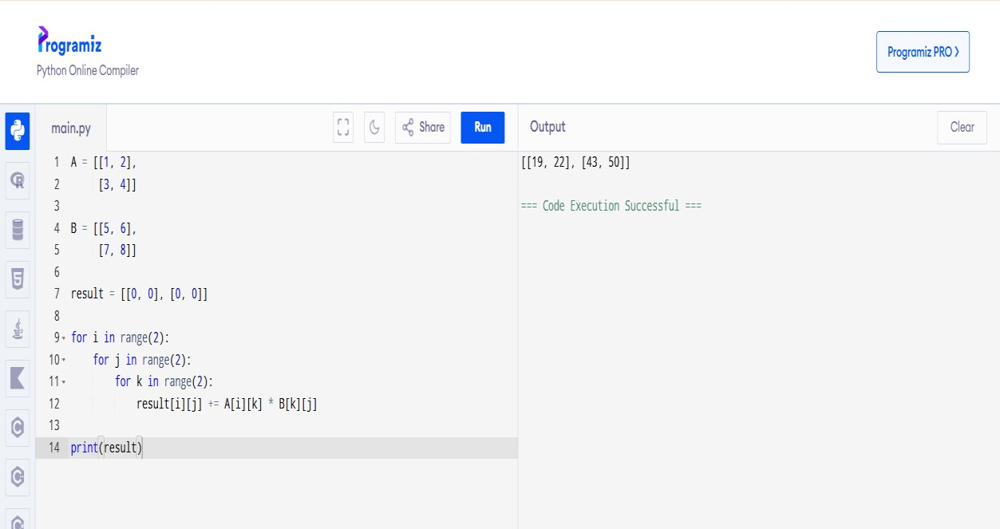 Programiz
Python Online Compiler
Programiz PRO >
main.py
Share
Run
Output
Clear
1 A = [[1, 2],
2      [3, 4]]
3
4 B = [[5, 6],
5      [7, 8]]
6
7 result = [[0, 0], [0, 0]]
8
9 for i in range(2):
10     for j in range(2):
11         for k in range(2):
12             result[i][j] += A[i][k] * B[k][j]
13
14 print(result)
[[19, 22], [43, 50]]
=== Code Execution Successful ===